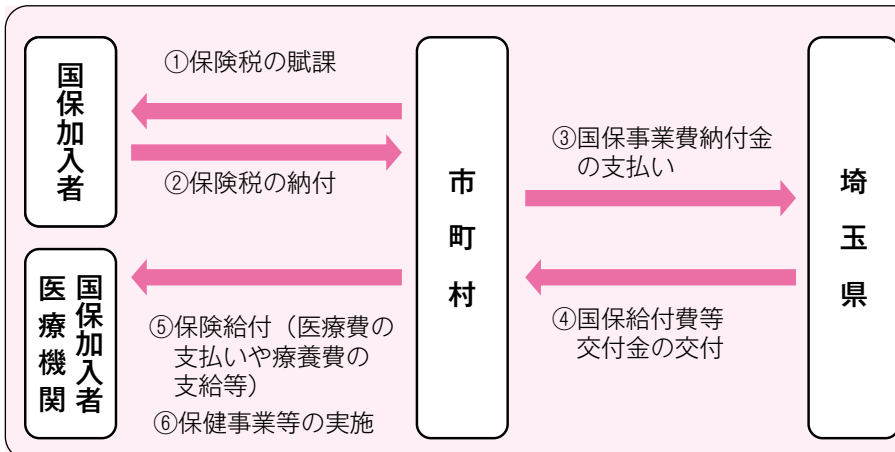 国保加入者
①保険税の賦課
②保険税の納付
市町村
③国保事業費納付金
の支払い
埼玉県
④国保給付費等
交付金の交付
国保加入者
医療機関
⑤保険給付（医療費の
支払いや療養費の
支給等）
⑥保健事業等の実施